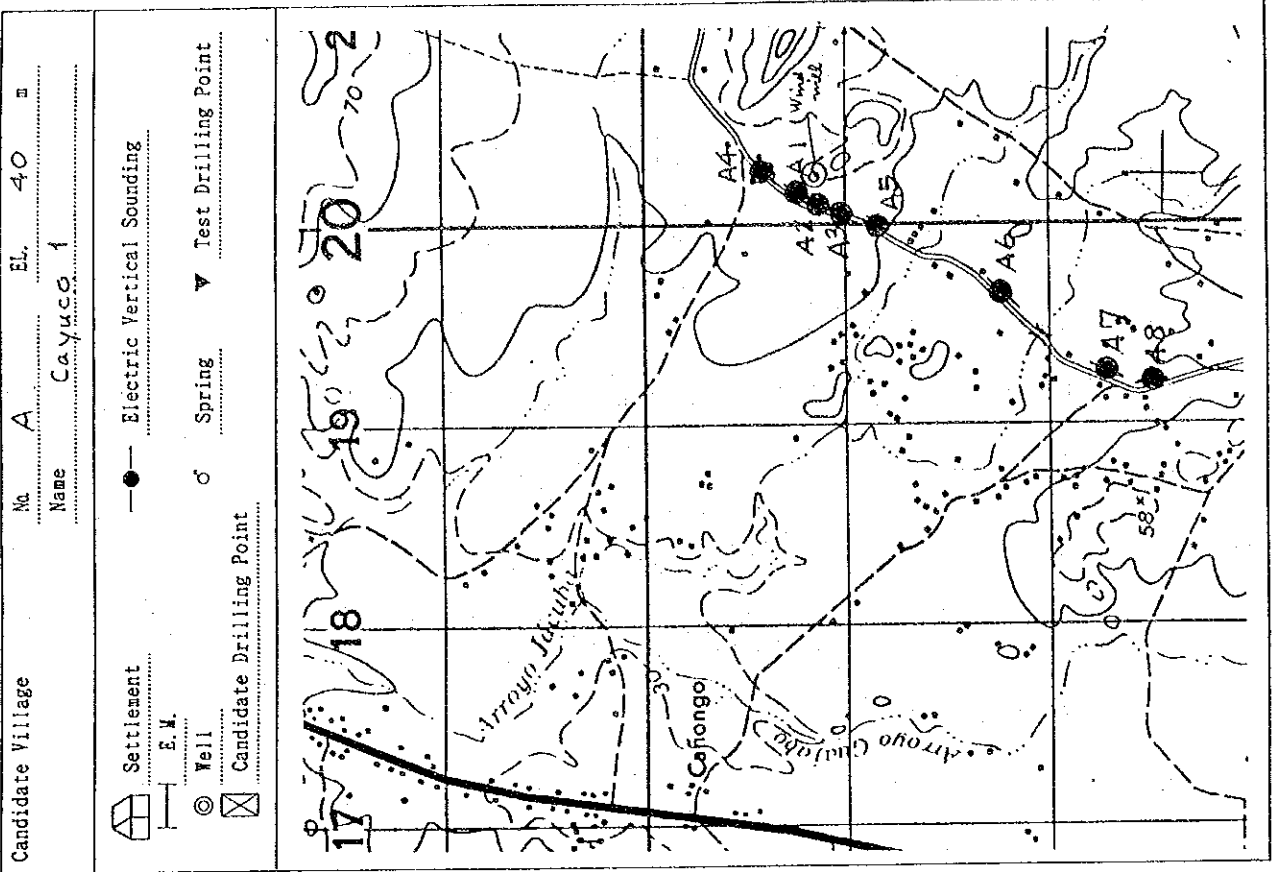 Candidate Village No. A EL. 40 m
Name Cayuco 1
Settlement
E.M.
Well
Candidate Drilling Point
Electric Vertical Sounding
Spring
Test Drilling Point
17
18
19
20
2
70
A4
A1
Wind mill
A2
A3
A5
A6
A7
A8
58
30
Arroyo Jácuba
Cañongo
Arroyo